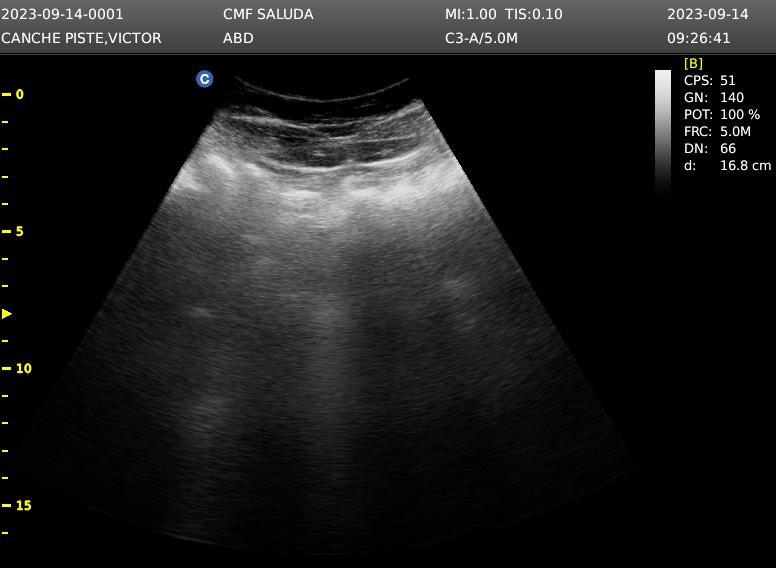 2023-09-14-0001 CMF SALUDA MI:1.00 TIS:0.10 2023-09-14
CANCHE PISTE,VICTOR ABD C3-A/5.0M 09:26:41
[B]
C
CPS: 51
0
GN: 140
POT: 100 %
FRC: 5.0M
DN: 66
d: 16.8 cm
5
10
15